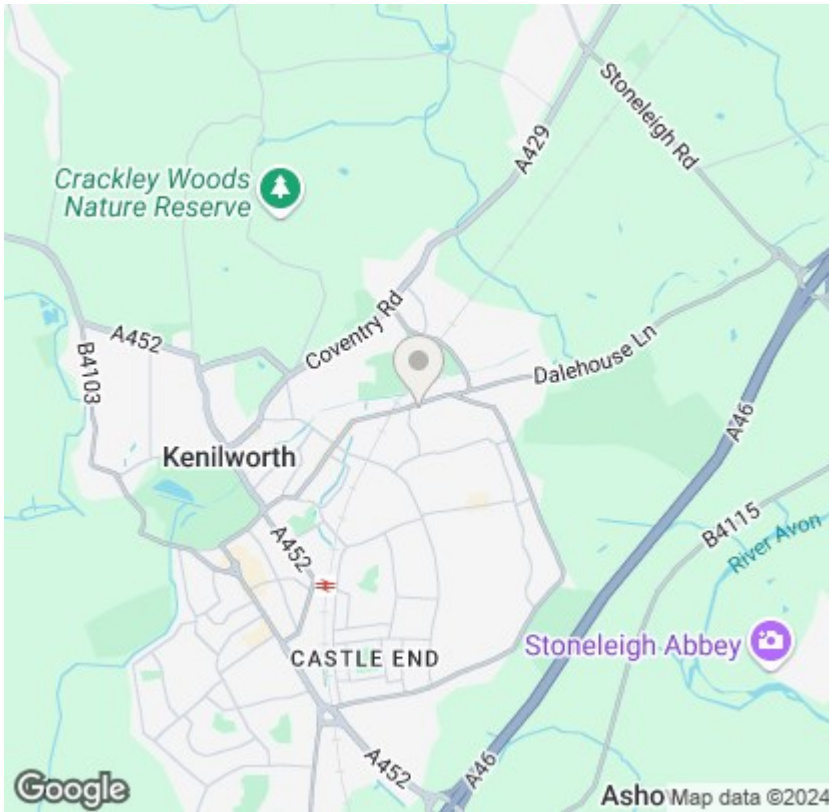 Stoneleigh Rd
A429
Crackley Woods
Nature Reserve
Coventry Rd
A452
B4103
Dalehouse Ln
A46
Kenilworth
B4115
River Avon
A452
Stoneleigh Abbey
CASTLE END
A452
A46
Google
Asho
Map data ©2024